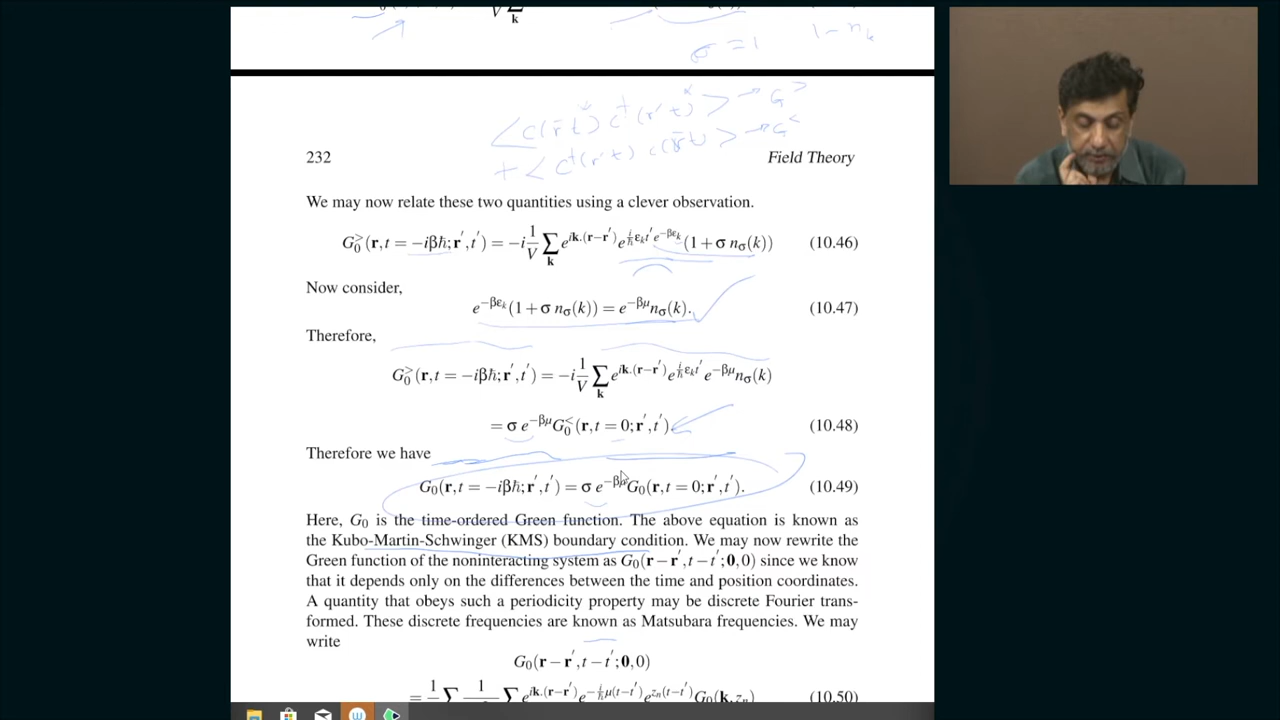 V Σ
k
σ = 1
1 − n_k
< c(r̄ t) c†(r' t) > → G^>
+ < c†(r' t) c(r̄ t) > → G^<
232 Field Theory
We may now relate these two quantities using a clever observation.
G₀^>(r, t = −iβħ; r′, t′) = −i 1/V Σ_k e^{ik.(r−r′)} e^{i/ħ ε_k t′} e^{−βε_k} (1 + σ n_σ(k)) (10.46)
Now consider,
e^{−βε_k} (1 + σ n_σ(k)) = e^{−βμ} n_σ(k). (10.47)
Therefore,
G₀^>(r, t = −iβħ; r′, t′) = −i 1/V Σ_k e^{ik.(r−r′)} e^{i/ħ ε_k t′} e^{−βμ} n_σ(k)
= σ e^{−βμ} G₀^<(r, t = 0; r′, t′). (10.48)
Therefore we have
G₀(r, t = −iβħ; r′, t′) = σ e^{−βμ} G₀(r, t = 0; r′, t′). (10.49)
Here, G₀ is the time-ordered Green function. The above equation is known as
the Kubo-Martin-Schwinger (KMS) boundary condition. We may now rewrite the
Green function of the noninteracting system as G₀(r − r′, t − t′; 0, 0) since we know
that it depends only on the differences between the time and position coordinates.
A quantity that obeys such a periodicity property may be discrete Fourier trans-
formed. These discrete frequencies are known as Matsubara frequencies. We may
write
G₀(r − r′, t − t′; 0, 0)
e^{ik.(r−r′)} e^{−i/ħ μ(t−t′)} e^{z_n(t−t′)} G₀(k, z_n) (10.50)